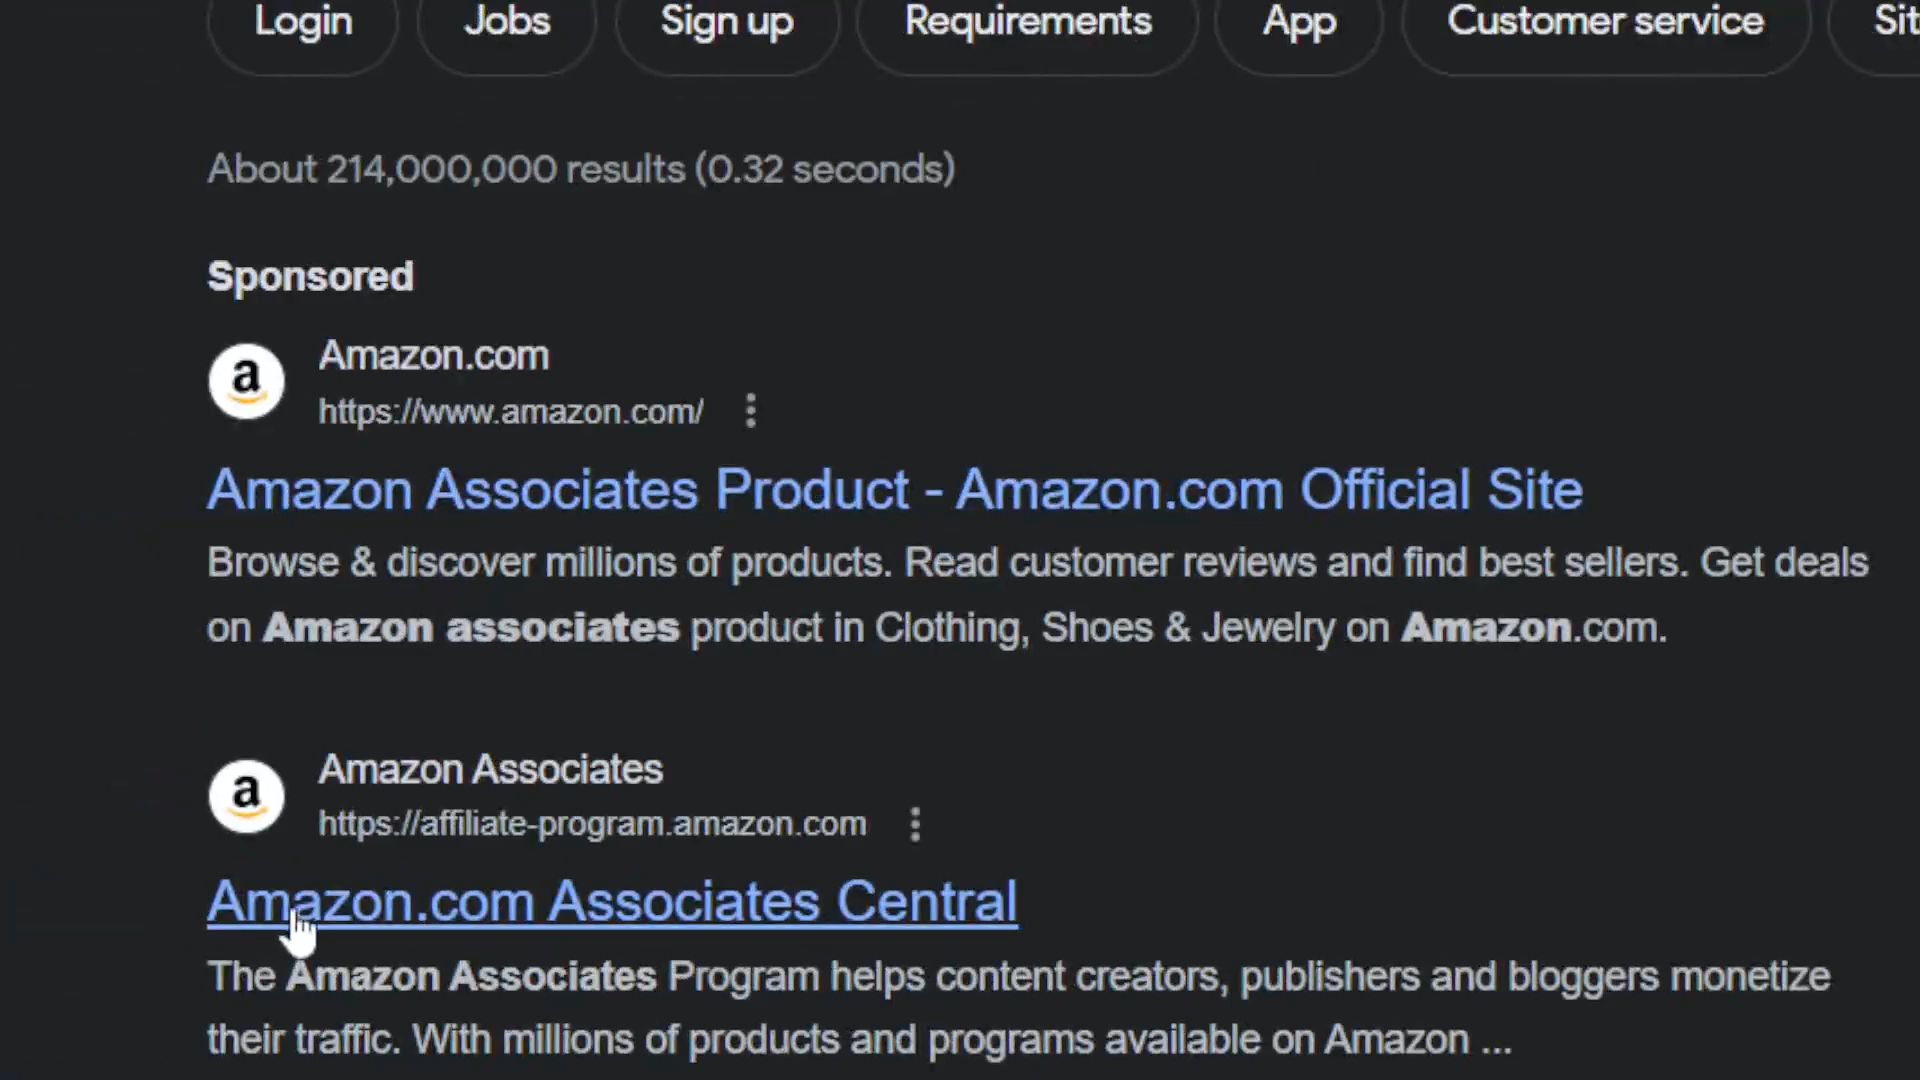 Login Jobs Sign up Requirements App Customer service
About 214,000,000 results (0.32 seconds)
Sponsored
a
Amazon.com
https://www.amazon.com/
Amazon Associates Product - Amazon.com Official Site
Browse & discover millions of products. Read customer reviews and find best sellers. Get deals
on Amazon associates product in Clothing, Shoes & Jewelry on Amazon.com.
a
Amazon Associates
https://affiliate-program.amazon.com
Amazon.com Associates Central
The Amazon Associates Program helps content creators, publishers and bloggers monetize
their traffic. With millions of products and programs available on Amazon ...